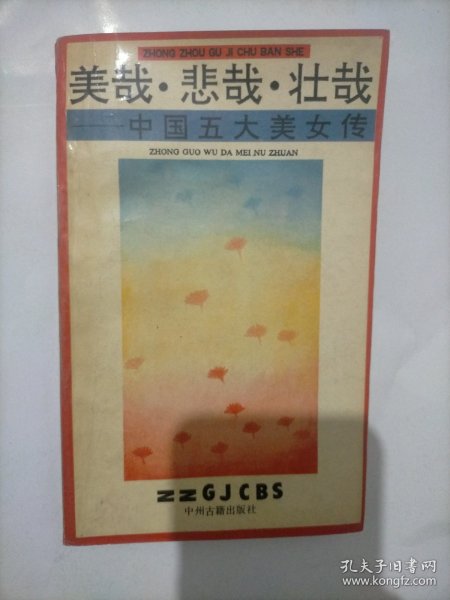 ZHONG ZHOU GU JI CHU BAN SHE
美哉·悲哉·壮哉
——中国五大美女传
ZHONG GUO WU DA MEI NU ZHUAN
ZZGJCBS
中州古籍出版社
孔夫子旧书网
www.kongfz.com